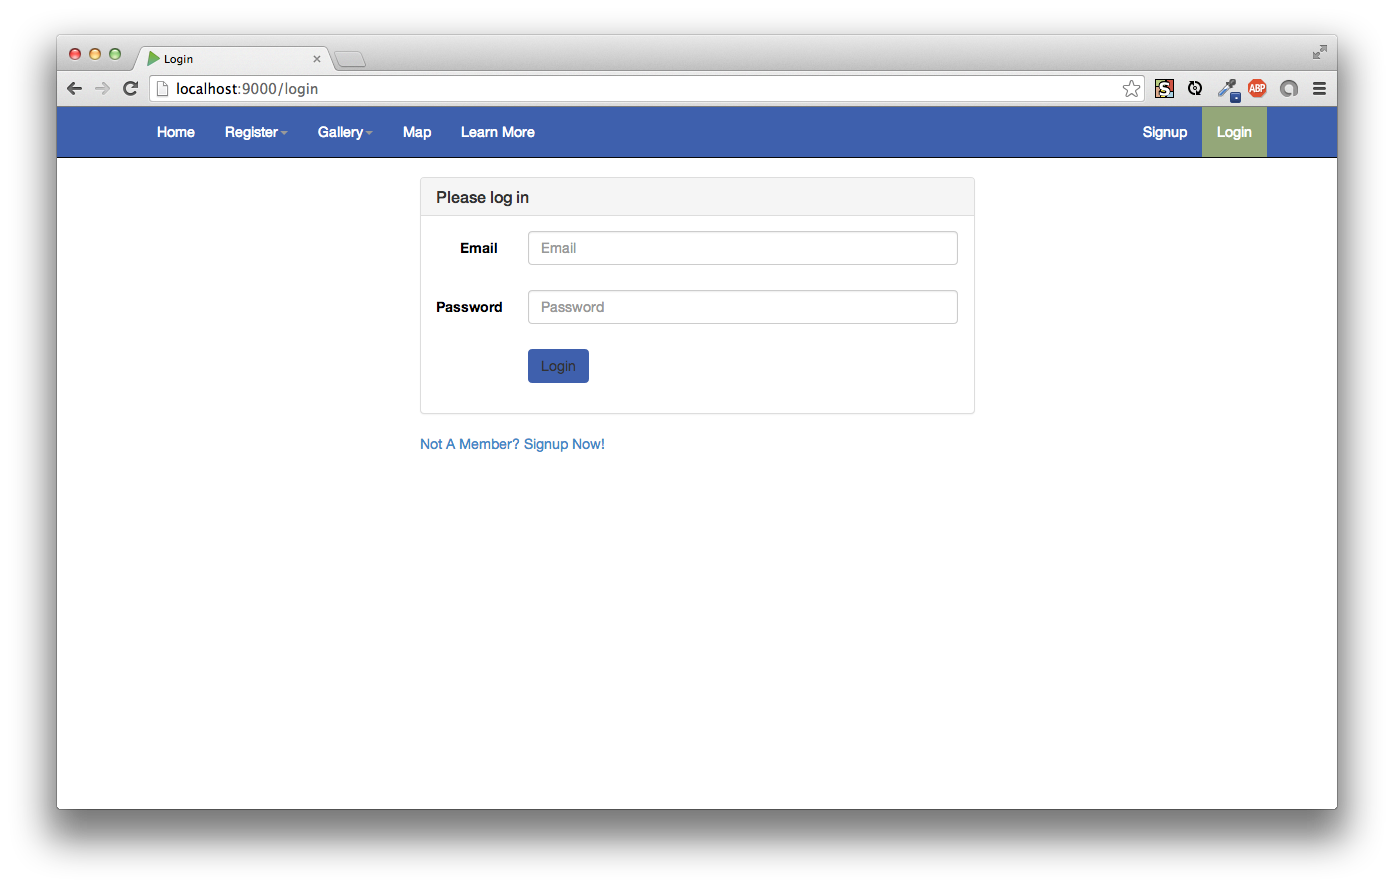 Login
localhost:9000/login
ABP
Home Register Gallery Map Learn More Signup Login
Please log in
Email Email
Password Password
Login
Not A Member? Signup Now!